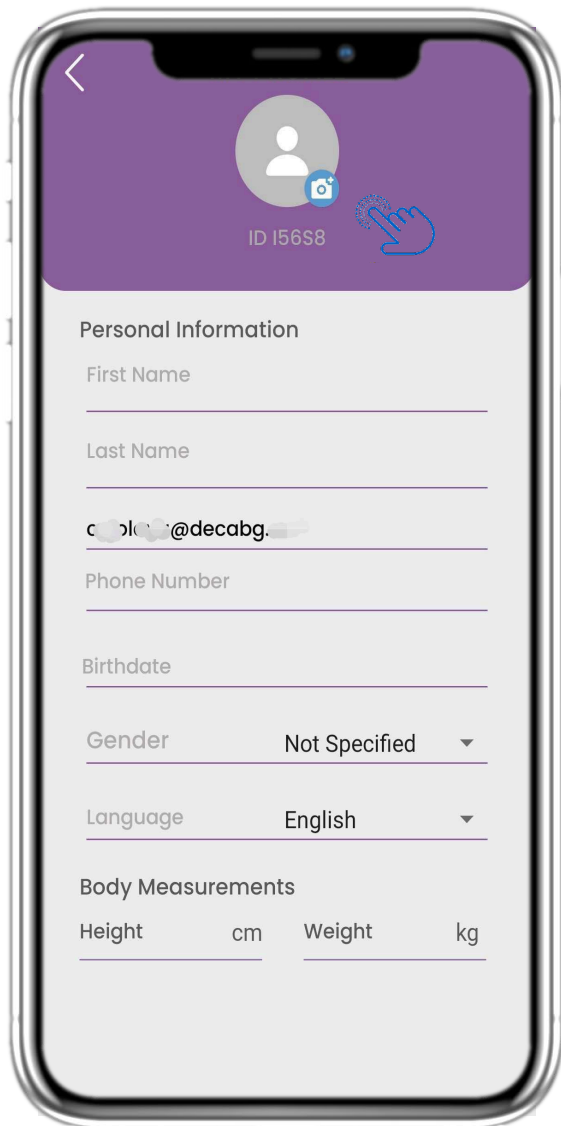 ID I56S8
Personal Information
First Name
Last Name
@decabg.
Phone Number
Birthdate
Gender Not Specified
Language English
Body Measurements
Height cm Weight kg